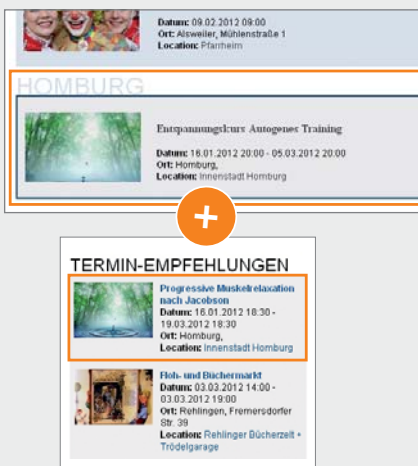 Datum: 09.02.2012 09:00
Ort: Alsweiler, Mühlenstraße 1
Location: Pfarrheim
HOMBURG
Entspannungskurs Autogenes Training
Datum: 16.01.2012 20:00 - 05.03.2012 20:00
Ort: Homburg,
Location: Innenstadt Homburg
+
TERMIN-EMPFEHLUNGEN
Progressive Muskelrelaxation
nach Jacobson
Datum: 16.01.2012 18:30 -
19.03.2012 18:30
Ort: Homburg,
Location: Innenstadt Homburg
Floh- und Büchermarkt
Datum: 03.03.2012 14:00 -
03.03.2012 19:00
Ort: Rehlingen, Fremersdorfer
Str. 39
Location: Rehlinger Bücherzelt +
Trödelgarage